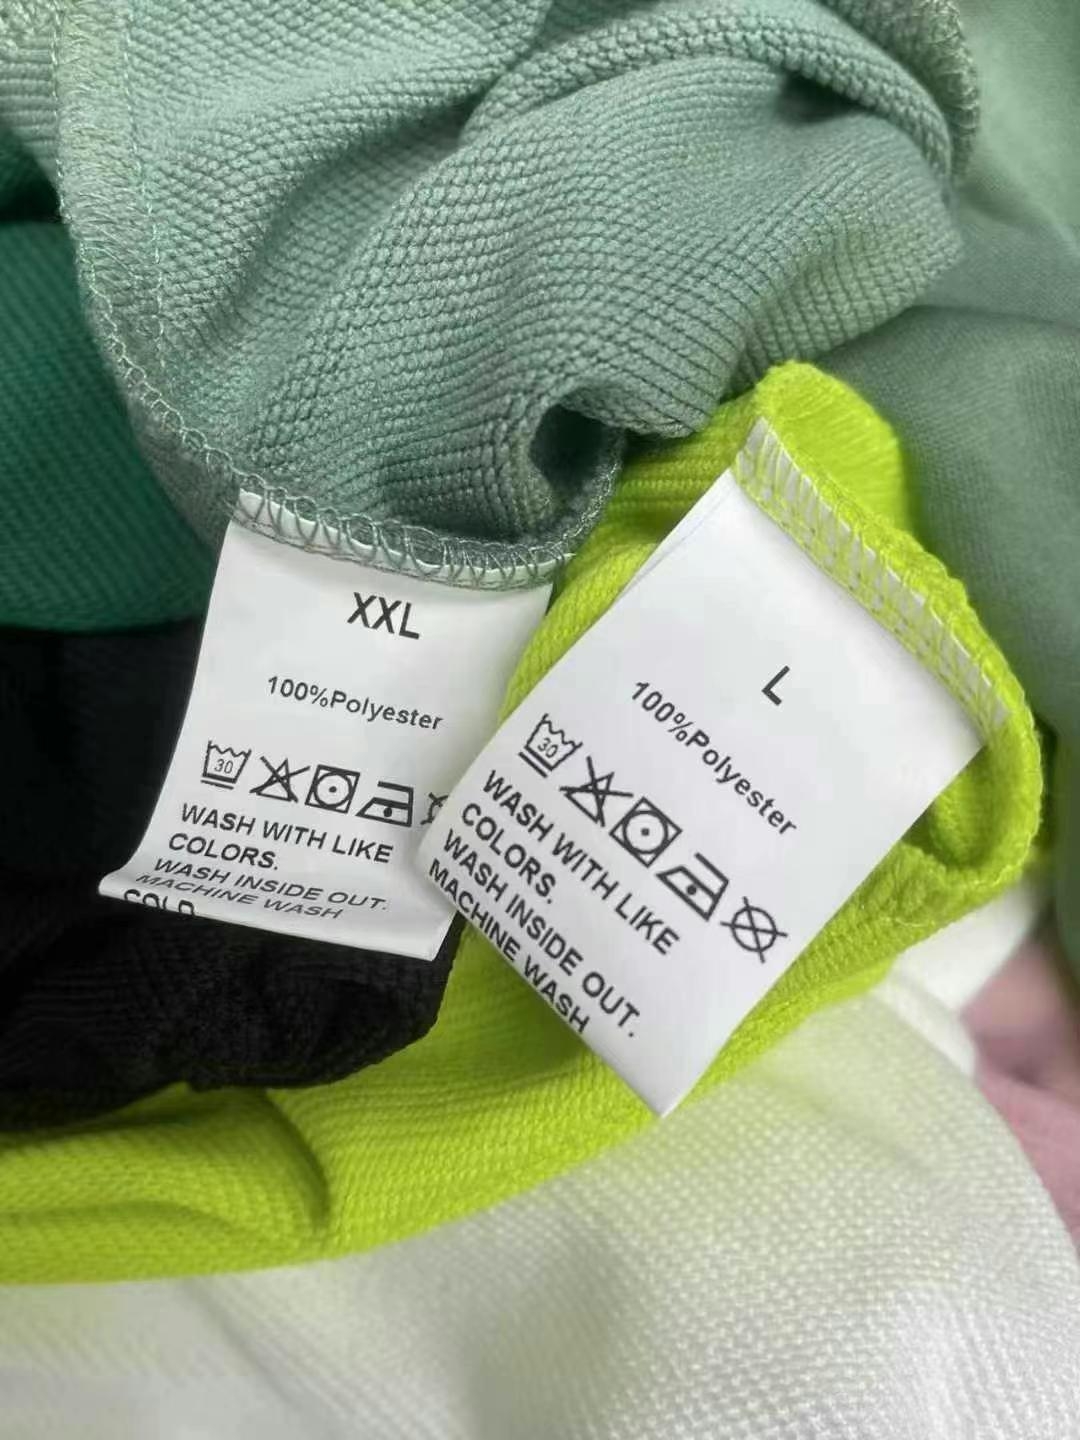 XXL
100%Polyester
30
WASH WITH LIKE
COLORS.
WASH INSIDE OUT.
MACHINE WASH
COLD
L
100%Polyester
30
WASH WITH LIKE
COLORS.
WASH INSIDE OUT.
MACHINE WASH